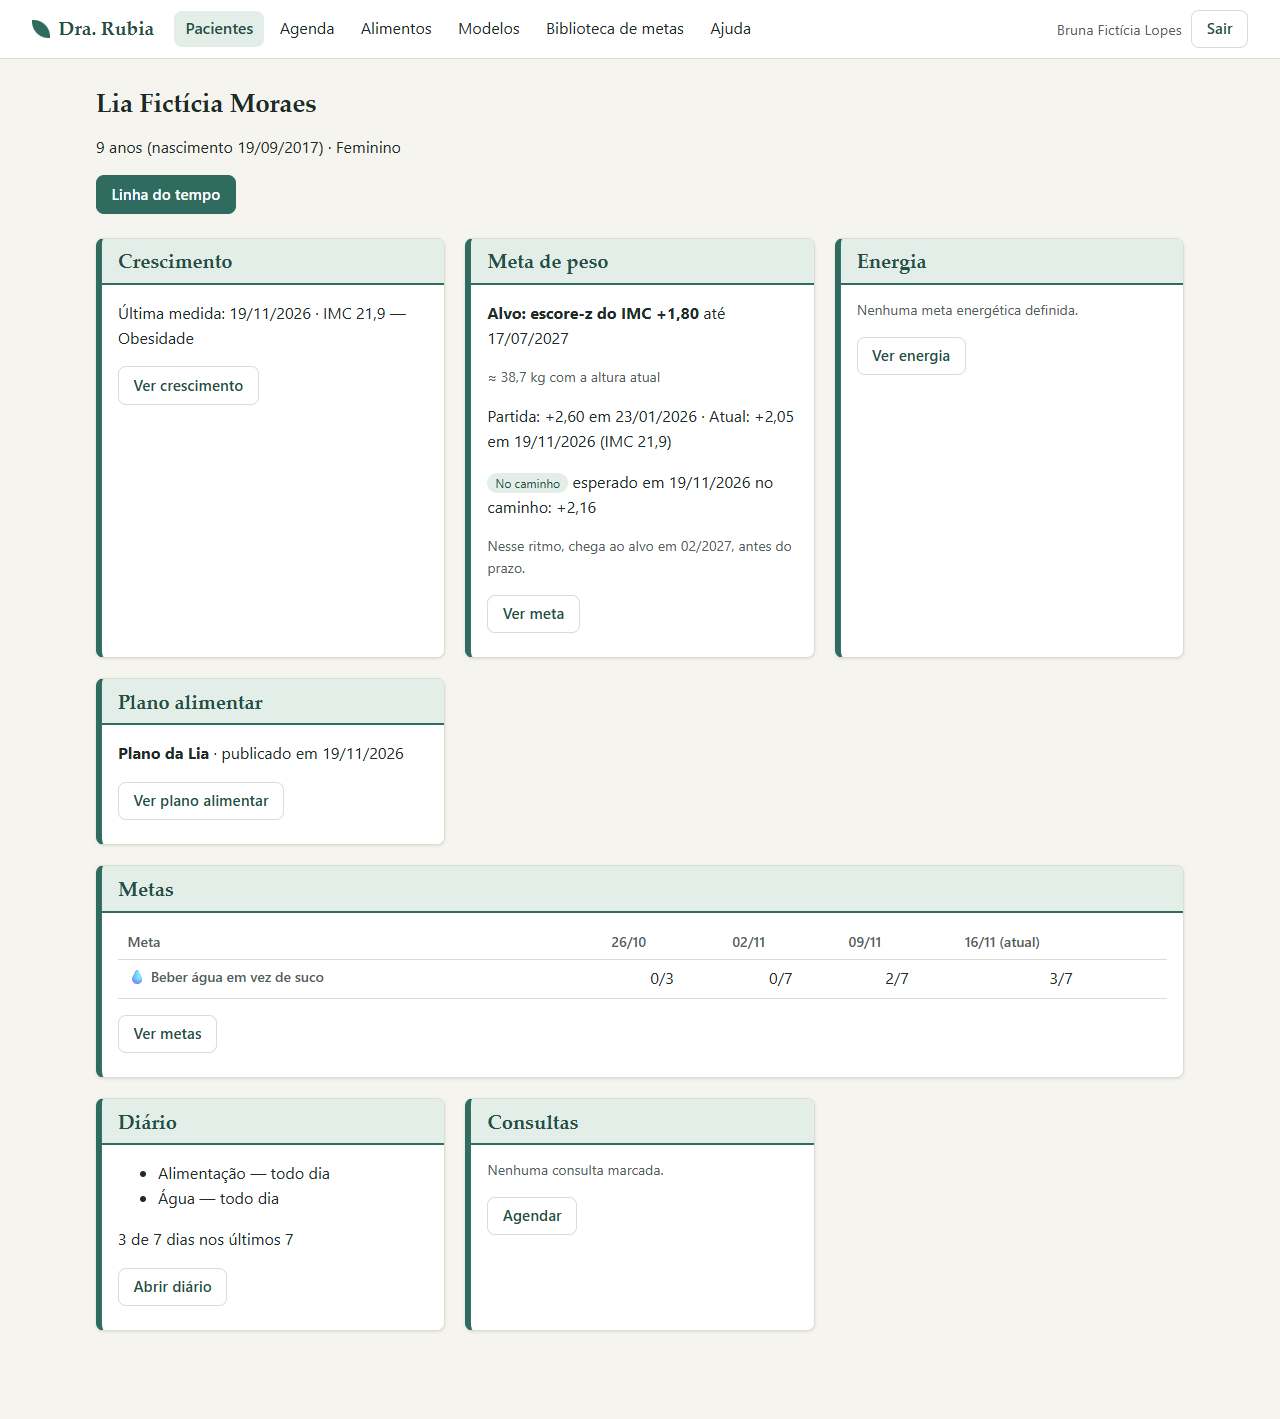 Dra. Rubia
Pacientes
Agenda
Alimentos
Modelos
Biblioteca de metas
Ajuda
Bruna Fictícia Lopes
Sair
Lia Fictícia Moraes
9 anos (nascimento 19/09/2017) · Feminino
Linha do tempo
Crescimento
Última medida: 19/11/2026 · IMC 21,9 —
Obesidade
Ver crescimento
Meta de peso
Alvo: escore-z do IMC +1,80 até
17/07/2027
≈ 38,7 kg com a altura atual
Partida: +2,60 em 23/01/2026 · Atual: +2,05
em 19/11/2026 (IMC 21,9)
No caminho esperado em 19/11/2026 no
caminho: +2,16
Nesse ritmo, chega ao alvo em 02/2027, antes do
prazo.
Ver meta
Energia
Nenhuma meta energética definida.
Ver energia
Plano alimentar
Plano da Lia · publicado em 19/11/2026
Ver plano alimentar
Metas
Meta 26/10 02/11 09/11 16/11 (atual)
Beber água em vez de suco 0/3 0/7 2/7 3/7
Ver metas
Diário
• Alimentação — todo dia
• Água — todo dia
3 de 7 dias nos últimos 7
Abrir diário
Consultas
Nenhuma consulta marcada.
Agendar